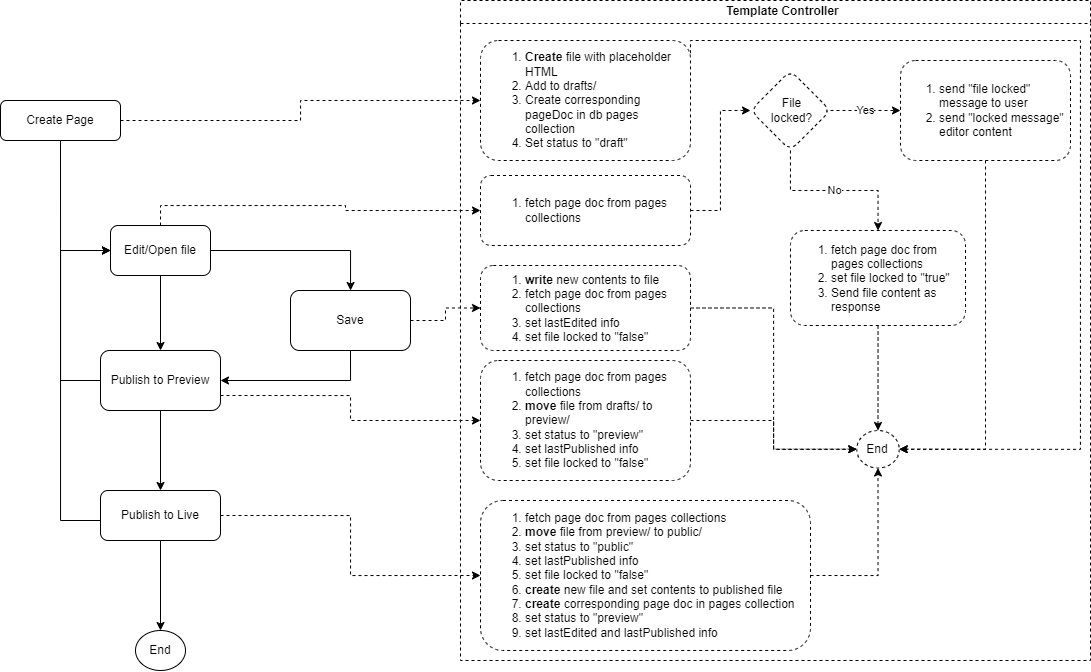 Template Controller
Create Page
1. Create file with placeholder
HTML
2. Add to drafts/
3. Create corresponding
pageDoc in db pages
collection
4. Set status to "draft"
File
locked?
Yes
1. send "file locked"
message to user
2. send "locked message"
editor content
No
1. fetch page doc from pages
collections
Edit/Open file
1. fetch page doc from
pages collections
2. set file locked to "true"
3. Send file content as
response
Save
1. write new contents to file
2. fetch page doc from pages
collections
3. set lastEdited info
4. set file locked to "false"
Publish to Preview
1. fetch page doc from pages
collections
2. move file from drafts/ to
preview/
3. set status to "preview"
4. set lastPublished info
5. set file locked to "false"
End
Publish to Live
1. fetch page doc from pages collections
2. move file from preview/ to public/
3. set status to "public"
4. set lastPublished info
5. set file locked to "false"
6. create new file and set contents to published file
7. create corresponding page doc in pages collection
8. set status to "preview"
9. set lastEdited and lastPublished info
End